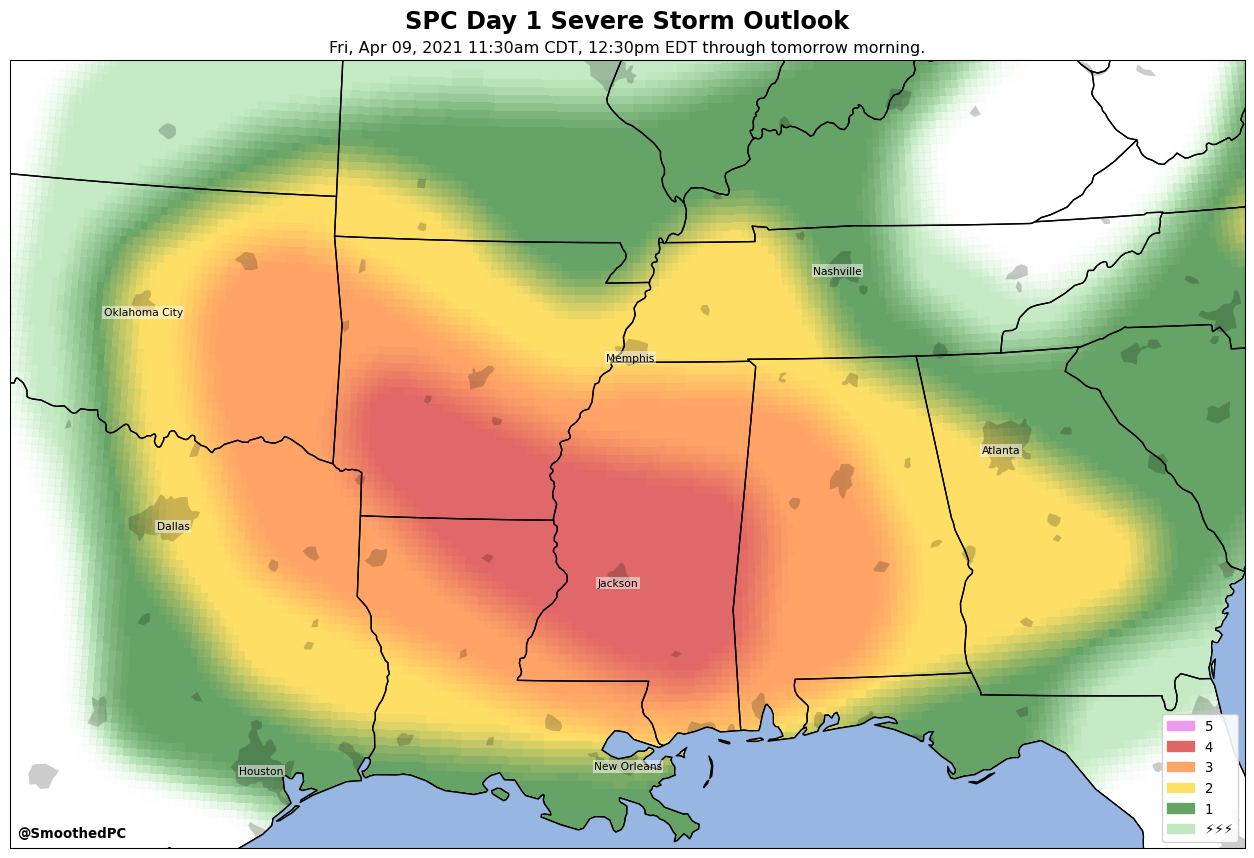 SPC Day 1 Severe Storm Outlook
Fri, Apr 09, 2021 11:30am CDT, 12:30pm EDT through tomorrow morning.
Nashville
Oklahoma City
Memphis
Atlanta
Dallas
Jackson
New Orleans
Houston
5
4
3
2
1
⚡⚡⚡
@SmoothedPC